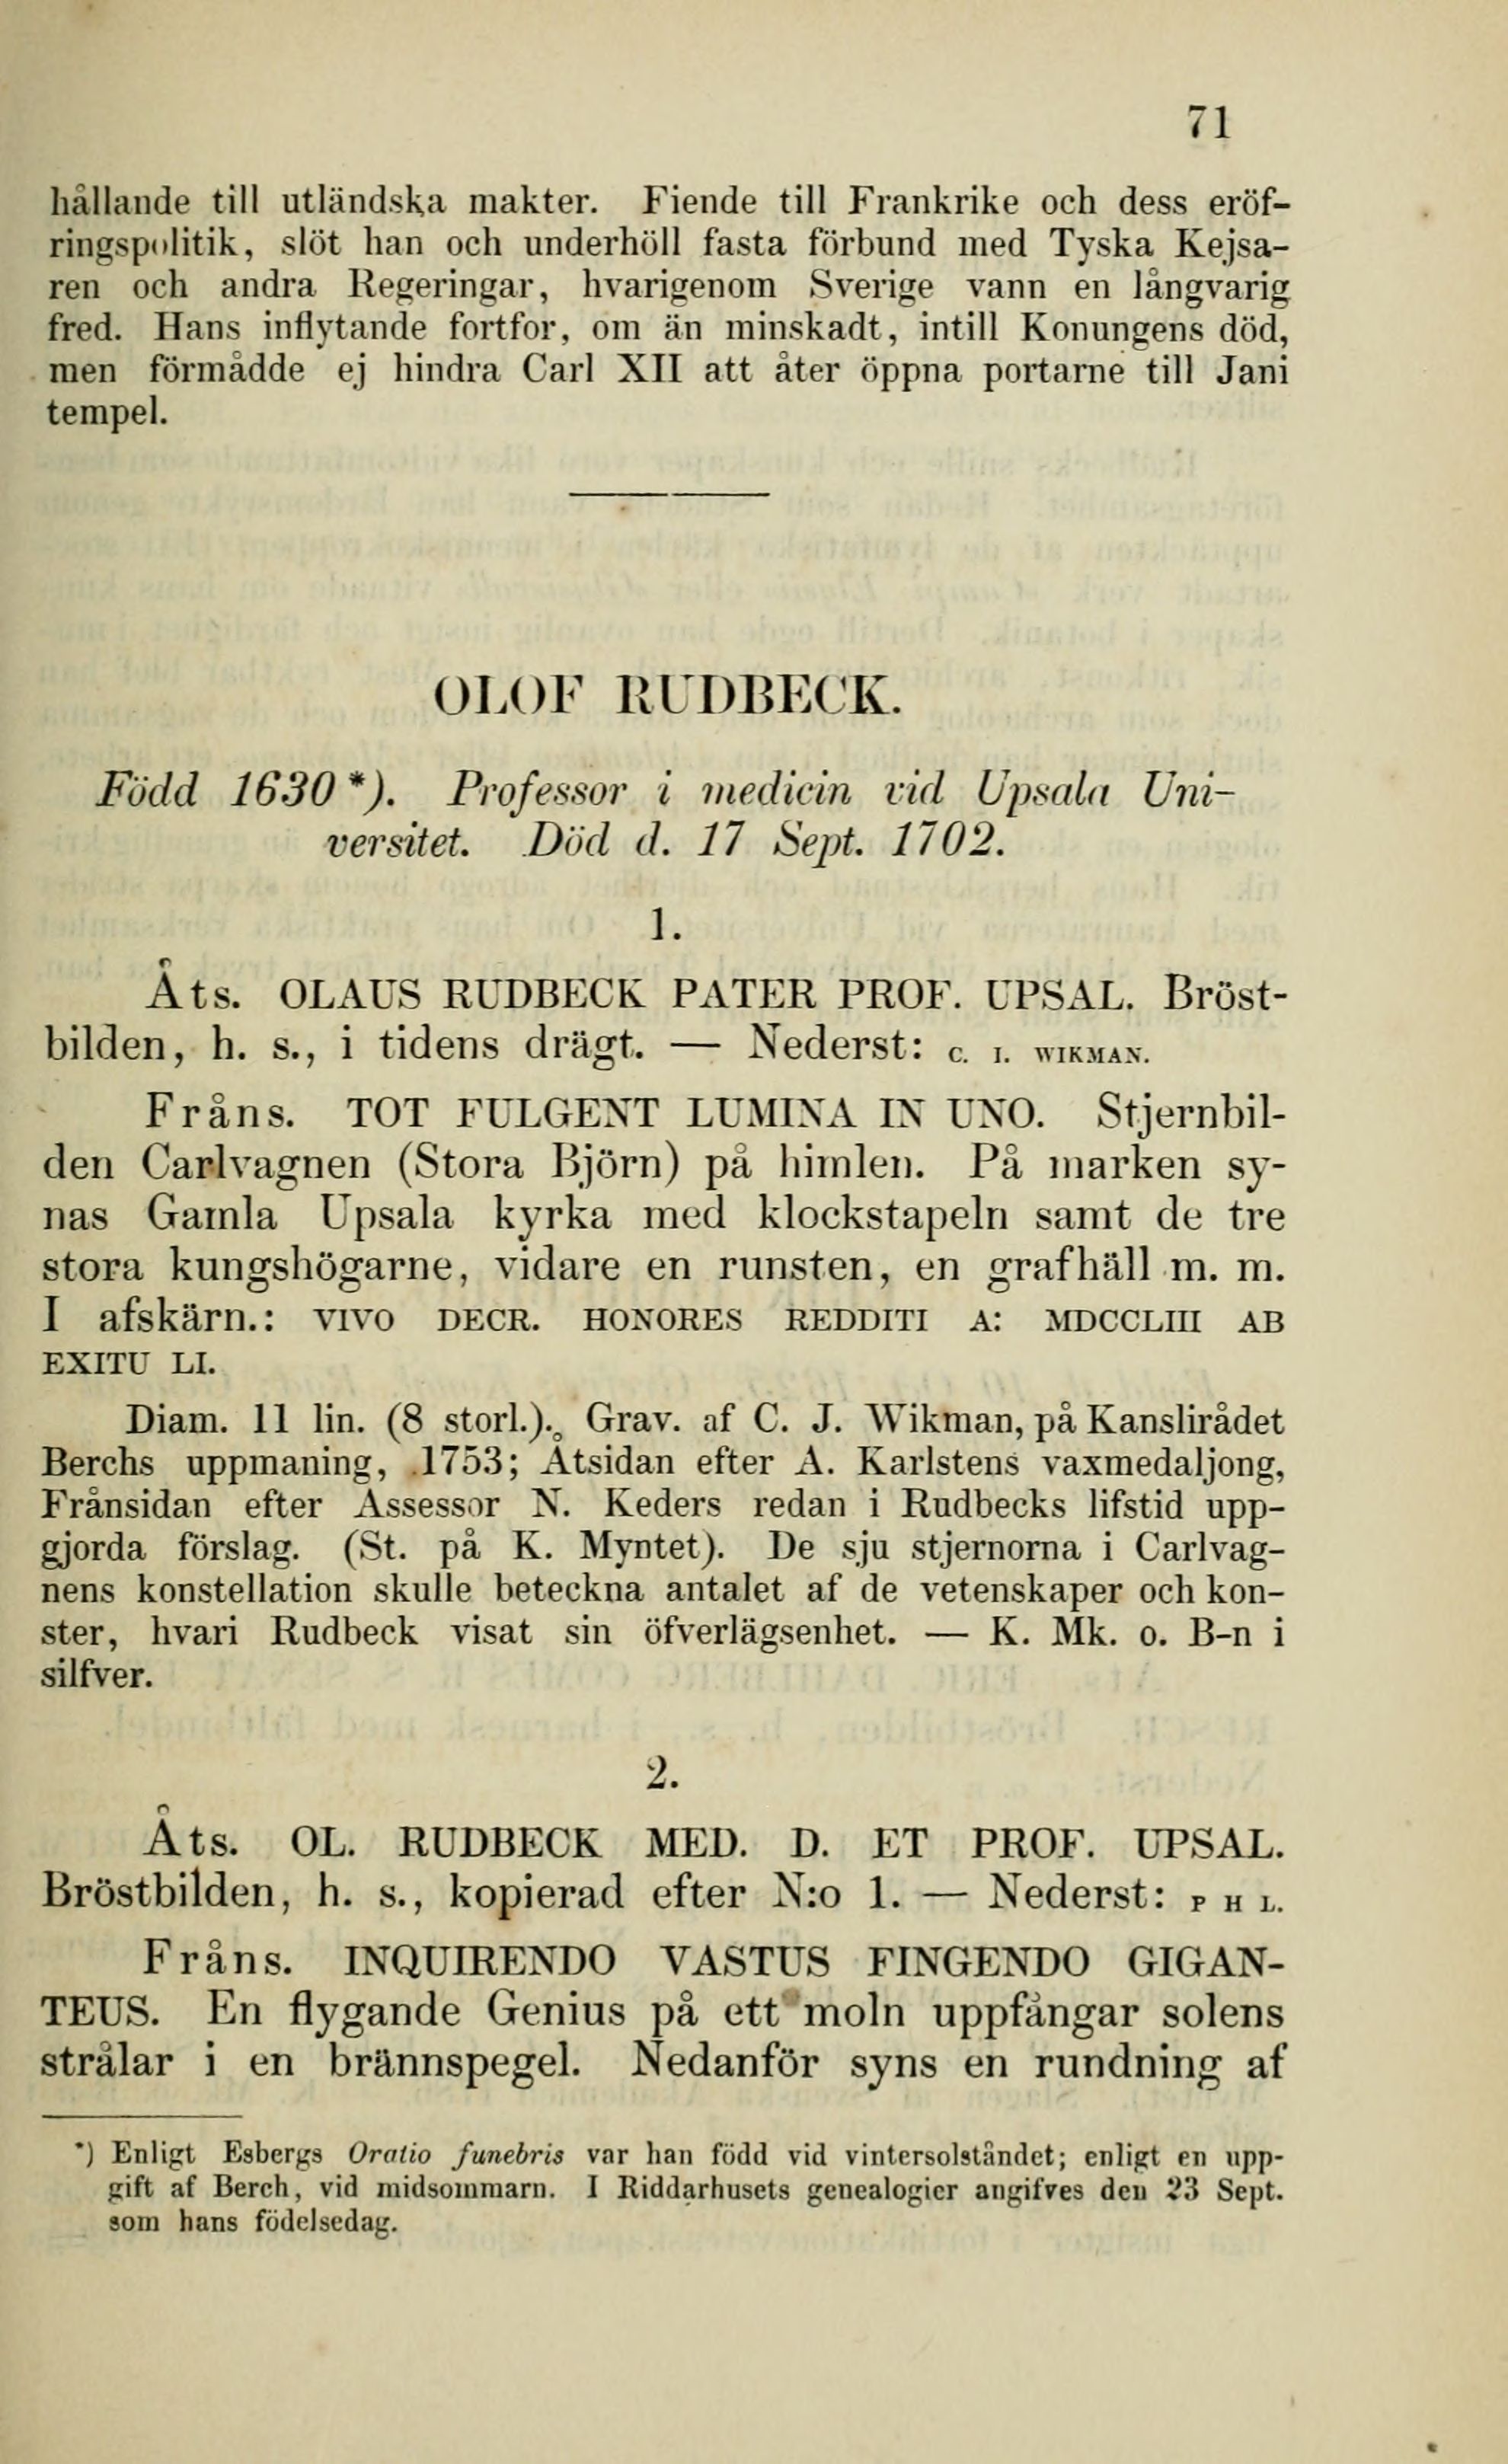 71
hållande till utländska makter. Fiende till Frankrike och dess eröf-
ringspolitik, slöt han och underhöll fasta förbund med Tyska Kejsa-
ren och andra Regeringar, hvarigenom Sverige vann en långvarig
fred. Hans inflytande fortfor, om än minskadt, intill Konungens död,
men förmådde ej hindra Carl XII att åter öppna portarne till Jani
tempel.
OLOF RUDBECK.
Född 1630*). Professor i medicin vid Upsala Uni-
versitet. Död d. 17 Sept. 1702.
1.
Åts. OLAUS RUDBECK PATER PROF. UPSAL. Bröst-
bilden, h. s., i tidens drägt. — Nederst: C. I. WIKMAN.
Fråns. TOT FULGENT LUMINA IN UNO. Stjernbil-
den Carlvagnen (Stora Björn) på himlen. På marken sy-
nas Gamla Upsala kyrka med klockstapeln samt de tre
stora kungshögarne, vidare en runsten, en grafhäll m. m.
I afskärn.: VIVO DECR. HONORES REDDITI A: MDCCLIII AB
EXITU LI.
Diam. 11 lin. (8 storl.). Grav. af C. J. Wikman, på Kanslirådet
Berchs uppmaning, 1753; Åtsidan efter A. Karlstens vaxmedaljong,
Frånsidan efter Assessor N. Keders redan i Rudbecks lifstid upp-
gjorda förslag. (St. på K. Myntet). De sju stjernorna i Carlvag-
nens konstellation skulle beteckna antalet af de vetenskaper och kon-
ster, hvari Rudbeck visat sin öfverlägsenhet. — K. Mk. o. B-n i
silfver.
2.
Åts. OL. RUDBECK MED. D. ET PROF. UPSAL.
Bröstbilden, h. s., kopierad efter N:o 1. — Nederst: P H L.
Fråns. INQUIRENDO VASTUS FINGENDO GIGAN-
TEUS. En flygande Genius på ett moln uppfångar solens
strålar i en brännspegel. Nedanför syns en rundning af
*) Enligt Esbergs Oratio funebris var han född vid vintersolståndet; enligt en upp-
gift af Berch, vid midsommarn. I Riddarhusets genealogier angifves den 23 Sept.
som hans födelsedag.